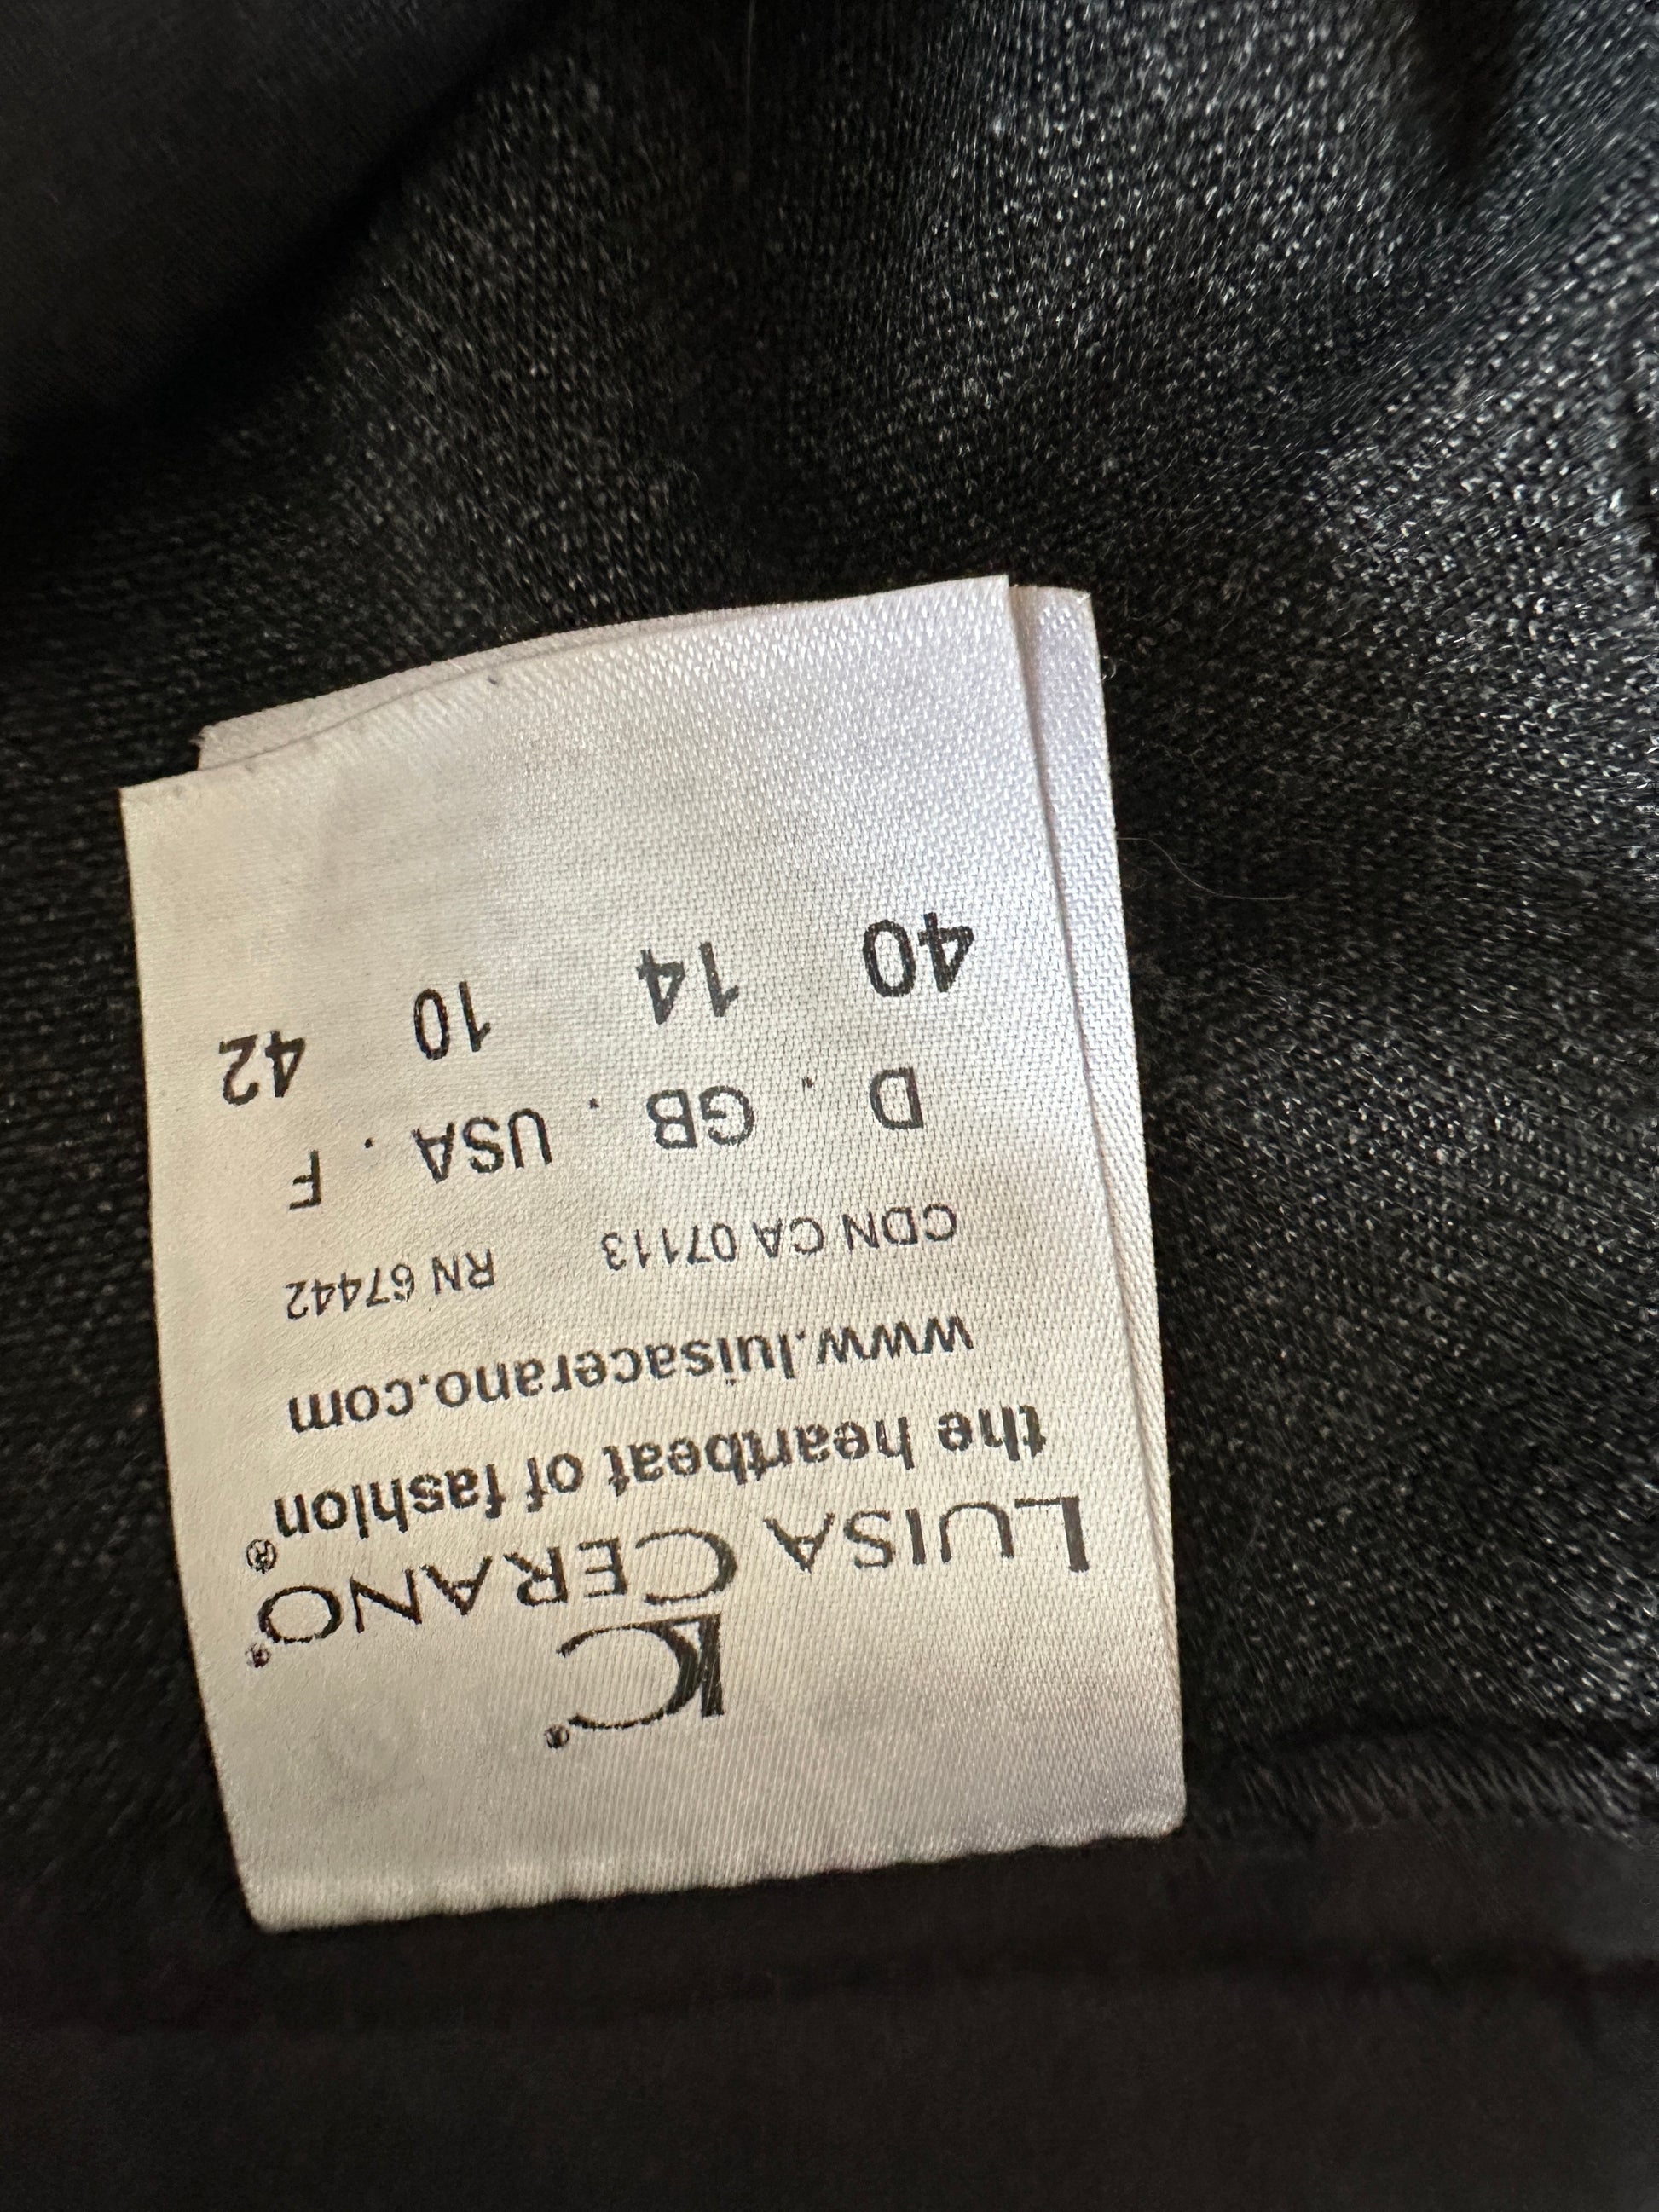 LC®
LUISA CERANO®
the heartbeat of fashion®
www.luisacerano.com
CDN CA 07113 RN 67442
D . GB . USA . F
40 14 10 42